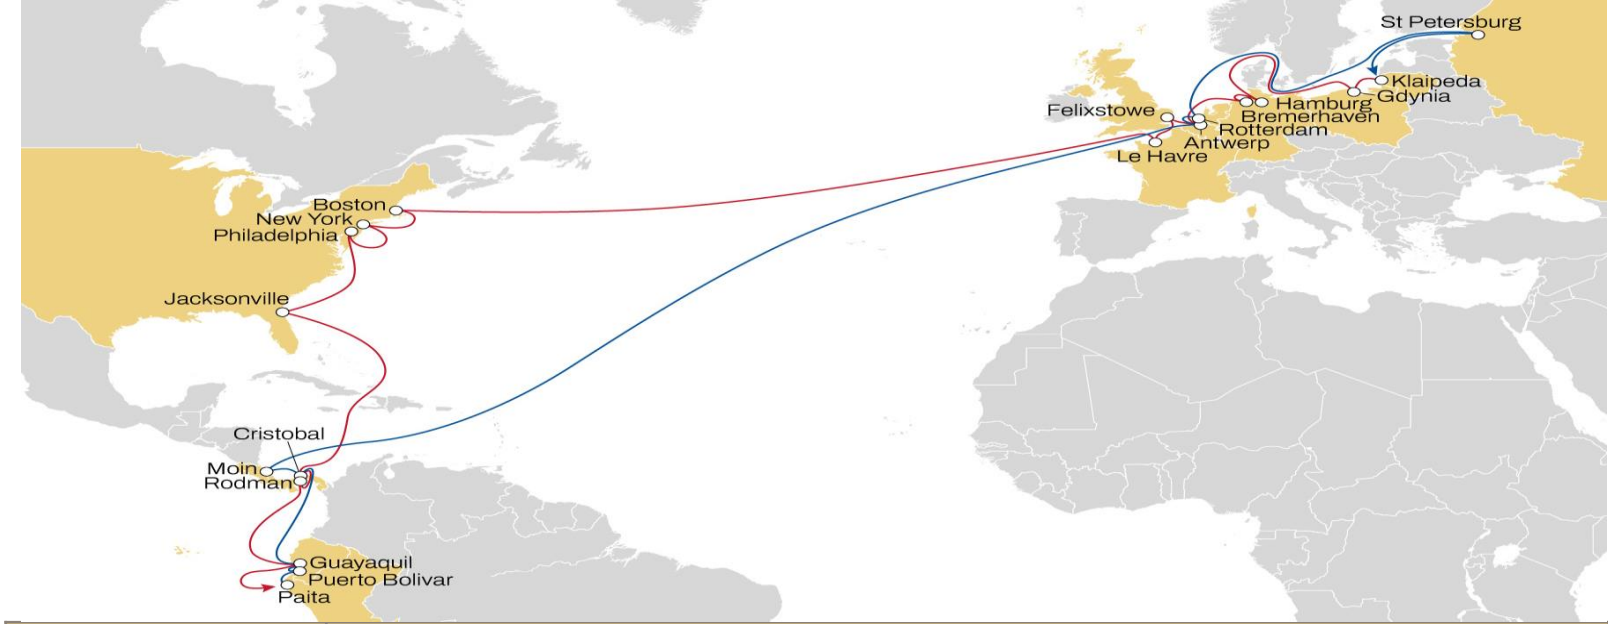 St Petersburg
Klaipeda
Gdynia
Felixstowe
Hamburg
Bremerhaven
Rotterdam
Antwerp
Le Havre
Boston
New York
Philadelphia
Jacksonville
Cristobal
Moin
Rodman
Guayaquil
Puerto Bolivar
Paita